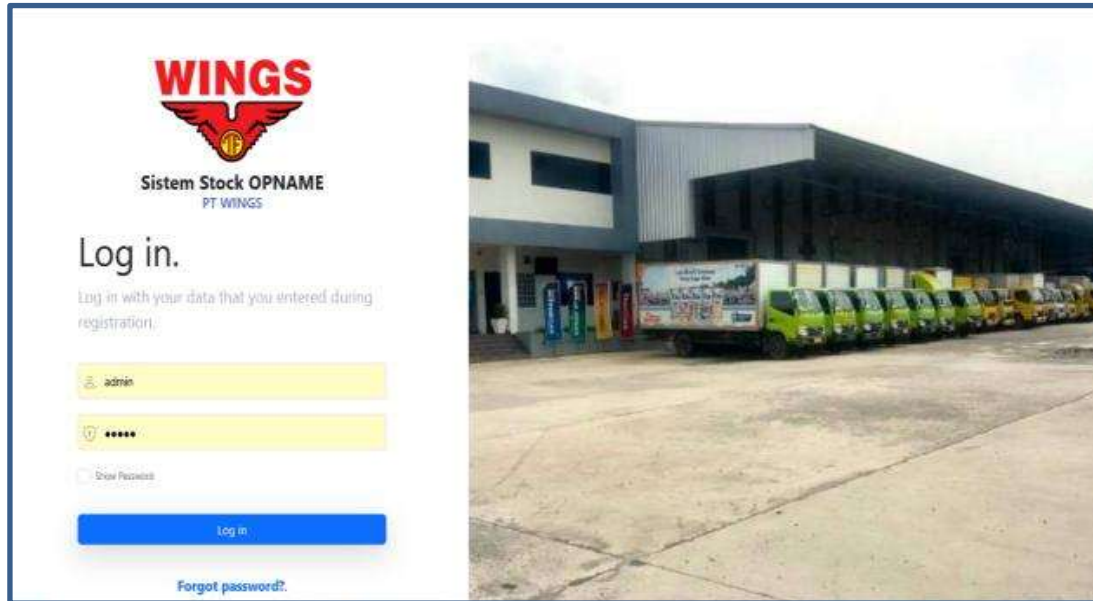 WINGS
Sistem Stock OPNAME
PT WINGS
Log in.
Log in with your data that you entered during
registration.
admin
•••••
Show Password
Log in
Forgot password?.